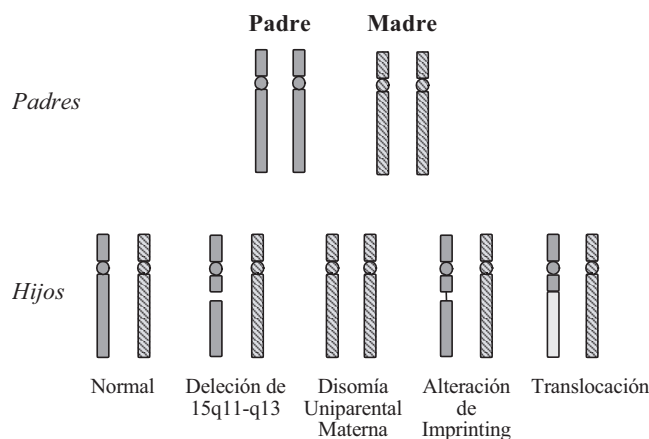 Padre Madre
Padres
Hijos
Normal Deleción de Disomía Alteración Translocación
15q11-q13 Uniparental de
Materna Imprinting